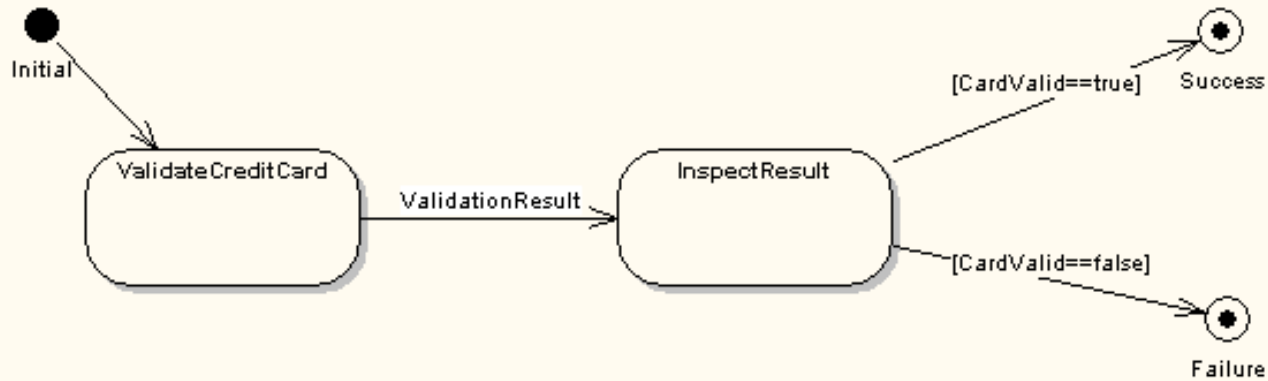 Initial
[CardValid==true]
Success
ValidateCreditCard
InspectResult
ValidationResult
[CardValid==false]
Failure